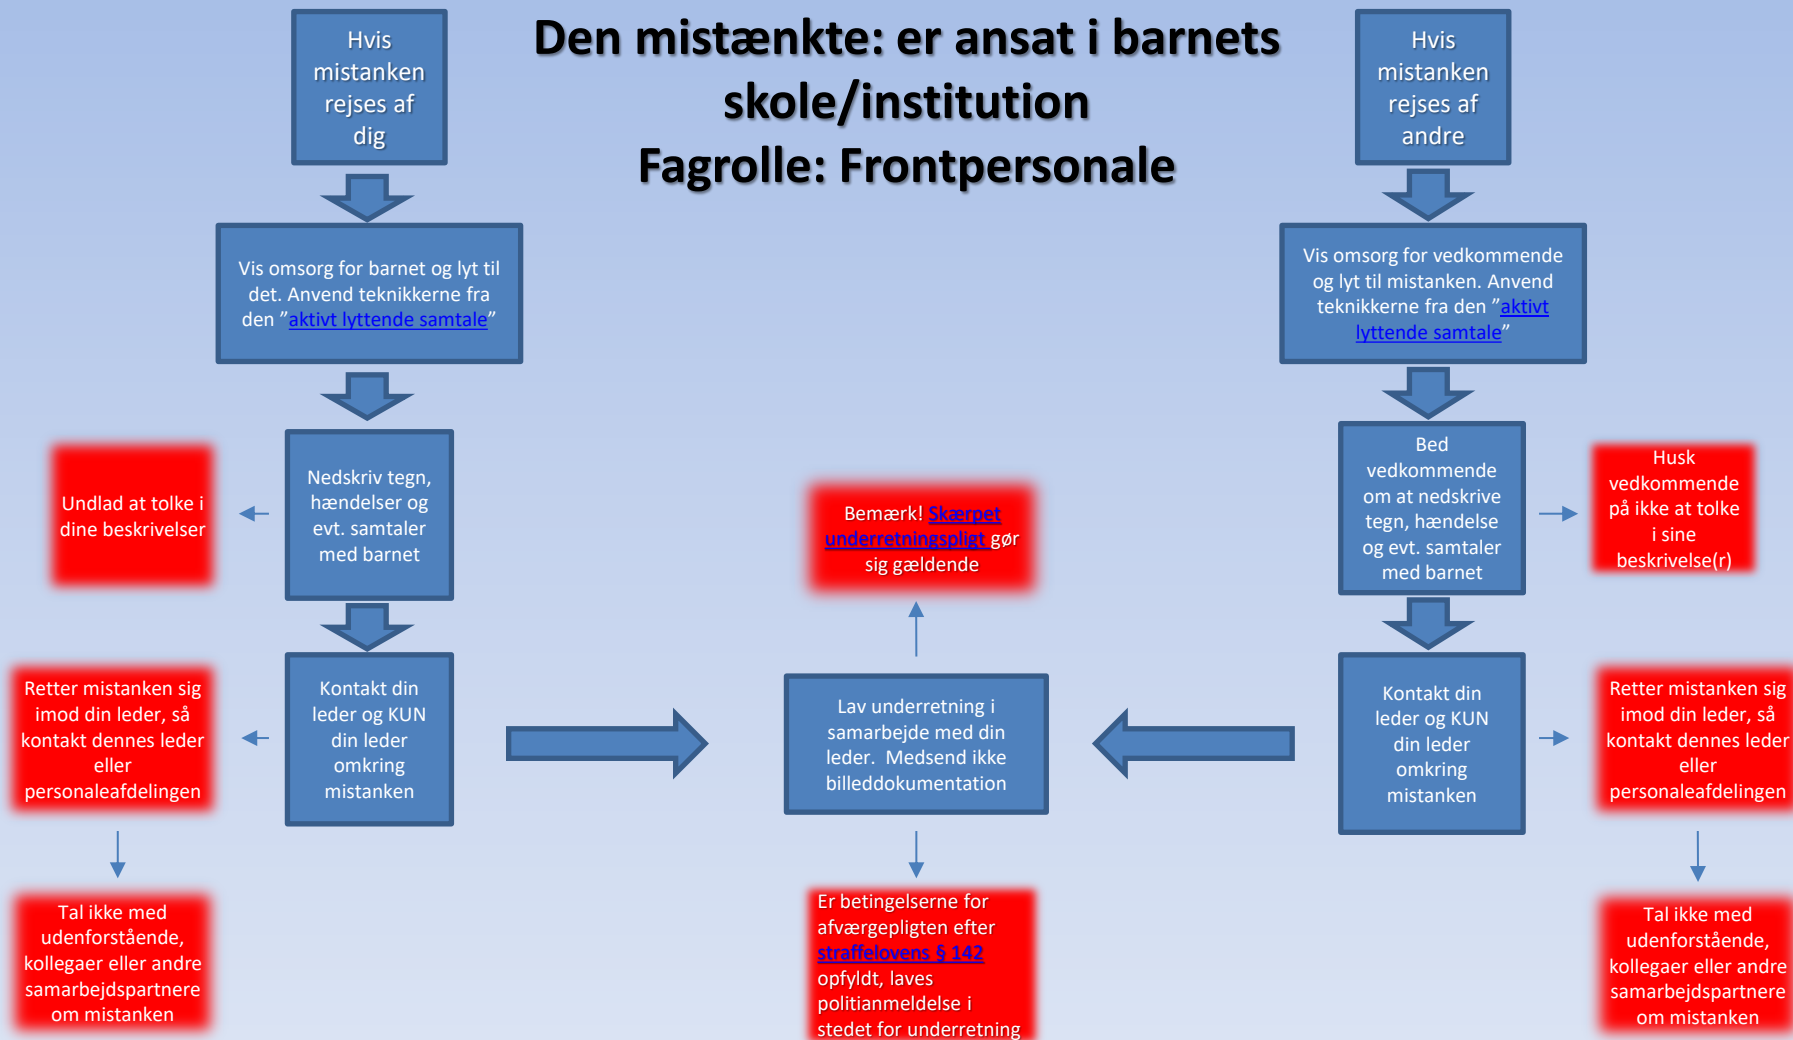 Den mistænkte: er ansat i barnets
skole/institution
Fagrolle: Frontpersonale
Hvis
mistanken
rejses af
dig
Vis omsorg for barnet og lyt til
det. Anvend teknikkerne fra
den ”aktivt lyttende samtale”
Nedskriv tegn,
hændelser og
evt. samtaler
med barnet
Undlad at tolke i
dine beskrivelser
Kontakt din
leder og KUN
din leder
omkring
mistanken
Retter mistanken sig
imod din leder, så
kontakt dennes leder
eller
personaleafdelingen
Tal ikke med
udenforstående,
kollegaer eller andre
samarbejdspartnere
om mistanken
Bemærk! Skærpet
underretningspligt gør
sig gældende
Lav underretning i
samarbejde med din
leder. Medsend ikke
billeddokumentation
Er betingelserne for
afværgepligten efter
straffelovens § 142
opfyldt, laves
politianmeldelse i
stedet for underretning
Hvis
mistanken
rejses af
andre
Vis omsorg for vedkommende
og lyt til mistanken. Anvend
teknikkerne fra den ”aktivt
lyttende samtale”
Bed
vedkommende
om at nedskrive
tegn, hændelse
og evt. samtaler
med barnet
Husk
vedkommende
på ikke at tolke
i sine
beskrivelse(r)
Kontakt din
leder og KUN
din leder
omkring
mistanken
Retter mistanken sig
imod din leder, så
kontakt dennes leder
eller
personaleafdelingen
Tal ikke med
udenforstående,
kollegaer eller andre
samarbejdspartnere
om mistanken